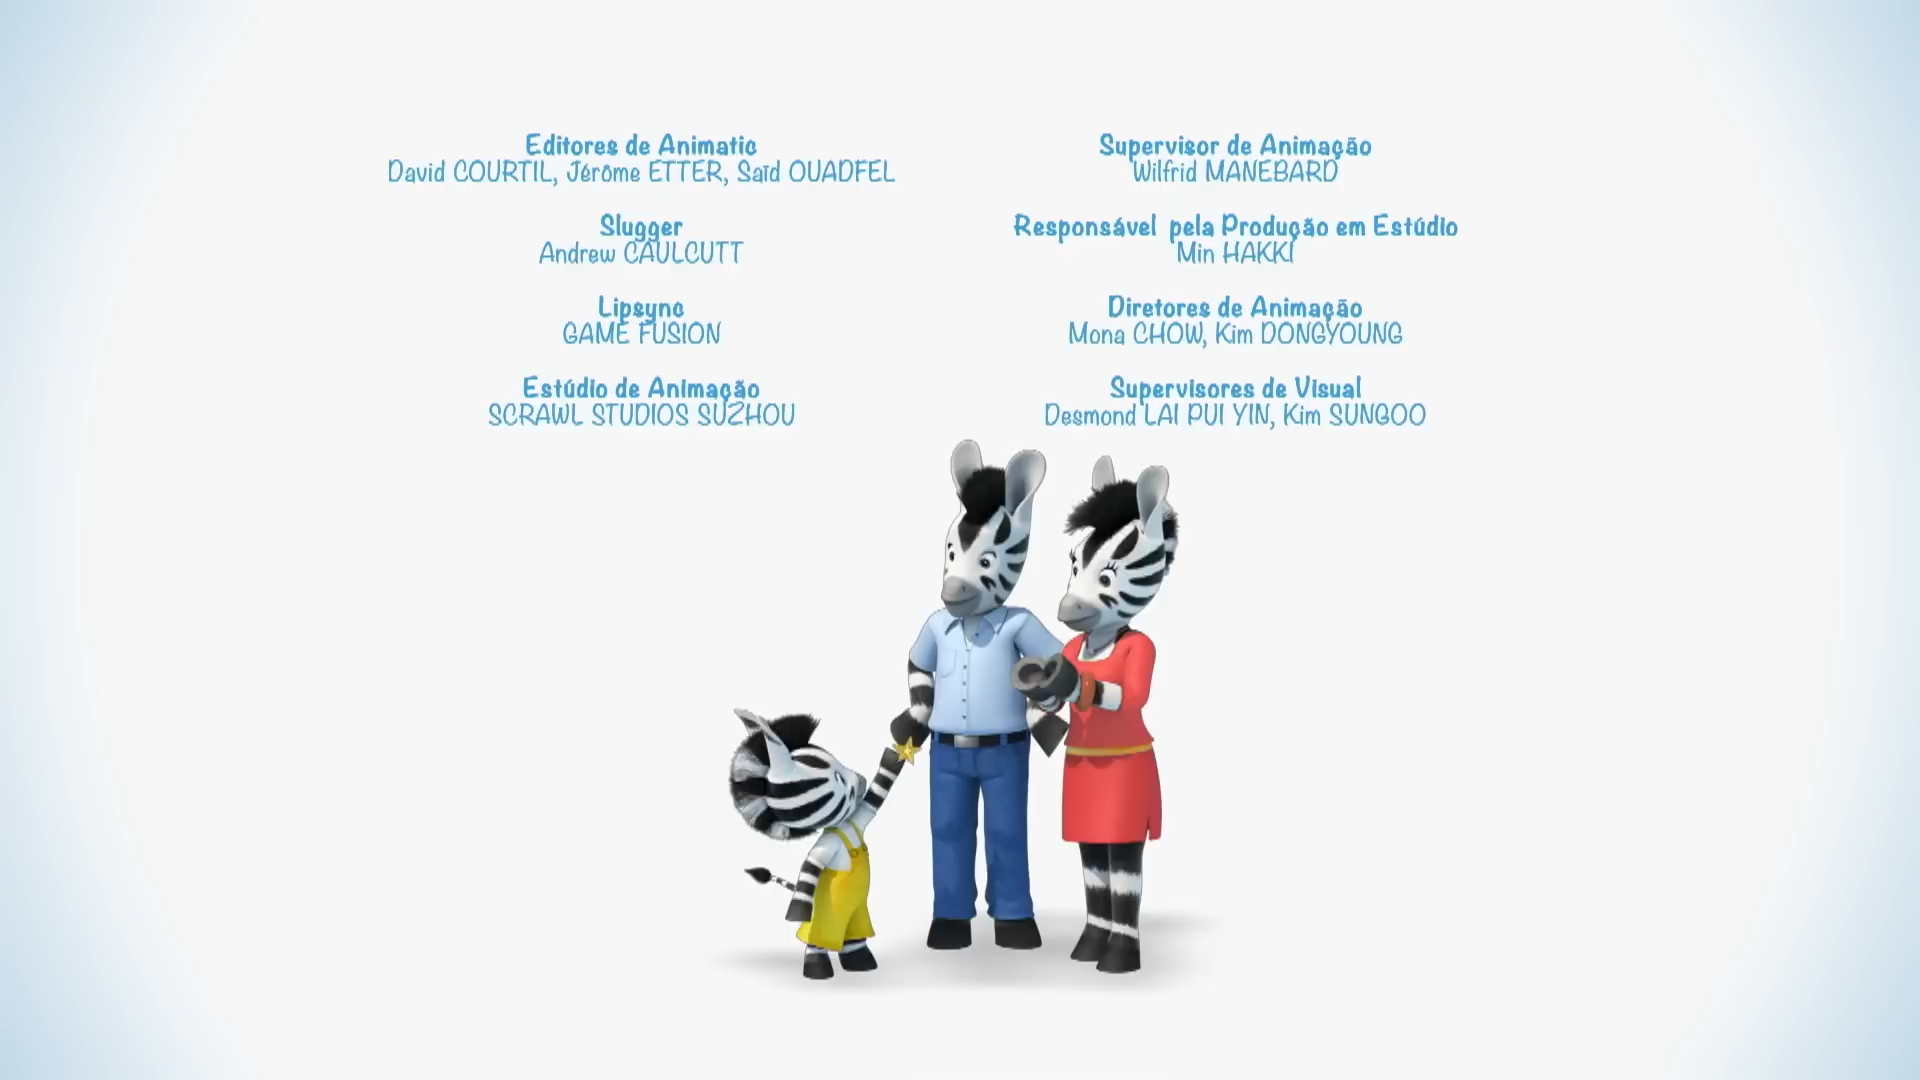 Editores de Animatic
David COURTIL, Jérôme ETTER, Saïd OUADFEL
Slugger
Andrew CAULCUTT
Lipsync
GAME FUSION
Estúdio de Animação
SCRAWL STUDIOS SUZHOU
Supervisor de Animação
Wilfrid MANEBARD
Responsável pela Produção em Estúdio
Min HAKKI
Diretores de Animação
Mona CHOW, Kim DONGYOUNG
Supervisores de Visual
Desmond LAI PUI YIN, Kim SUNGOO